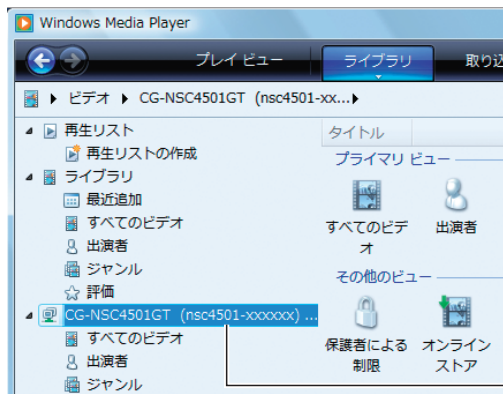 Windows Media Player
プレイ ビュー ライブラリ 取り込
ビデオ CG-NSC4501GT (nsc4501-xx...
再生リスト
再生リストの作成
ライブラリ
最近追加
すべてのビデオ
出演者
ジャンル
評価
CG-NSC4501GT (nsc4501-xxxxxx) ...
すべてのビデオ
出演者
ジャンル
タイトル
プライマリ ビュー
すべてのビデ
オ
出演者
その他のビュー
保護者による
制限
オンライン
ストア